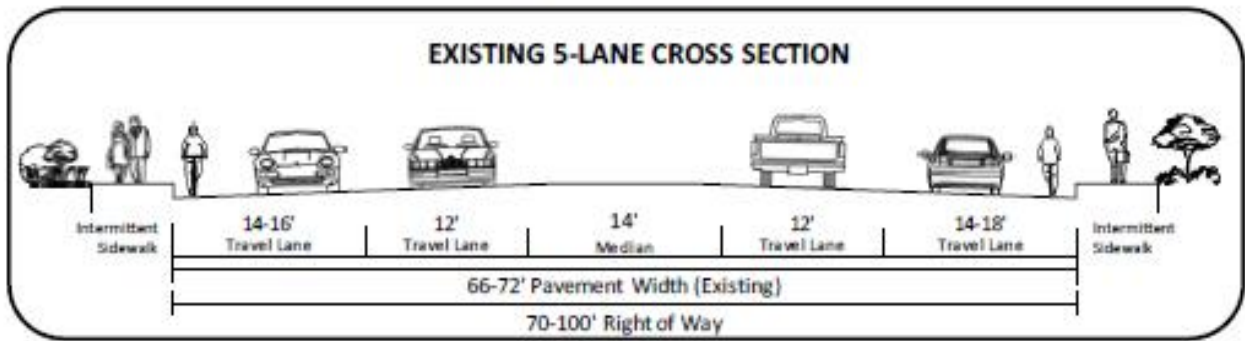 EXISTING 5-LANE CROSS SECTION
14-16'
12'
14'
12'
14-18'
Intermittent
Sidewalk
Travel Lane
Travel Lane
Median
Travel Lane
Travel Lane
Intermittent
Sidewalk
66-72' Pavement Width (Existing)
70-100' Right of Way